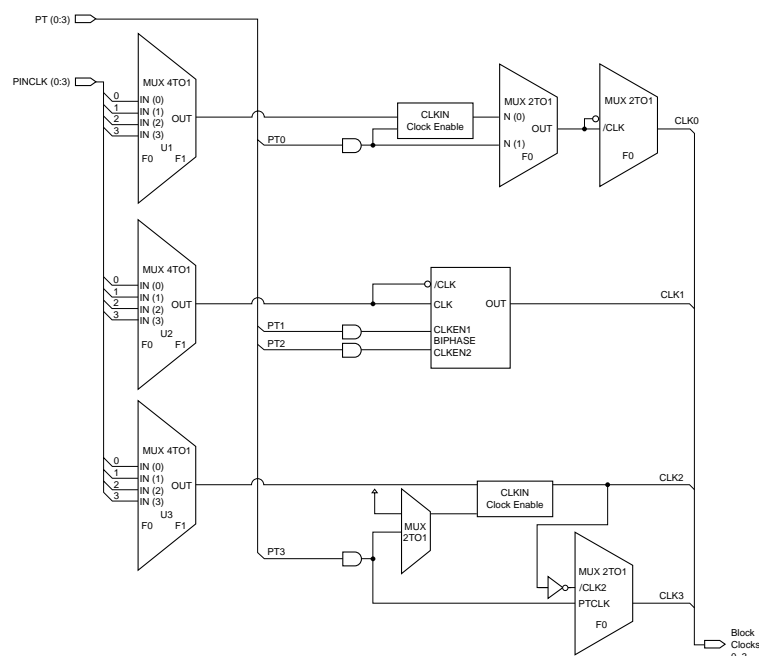 PT (0:3)
PINCLK (0:3)
MUX 4TO1
0 IN (0)
1 IN (1)
2 IN (2)
3 IN (3)
OUT
U1
F0 F1
PT0
CLKIN
Clock Enable
MUX 2TO1
N (0)
OUT
N (1)
F0
MUX 2TO1
/CLK
F0
CLK0
MUX 4TO1
0 IN (0)
1 IN (1)
2 IN (2)
3 IN (3)
OUT
U2
F0 F1
PT1
PT2
/CLK
CLK OUT
CLKEN1
BIPHASE
CLKEN2
CLK1
MUX 4TO1
0 IN (0)
1 IN (1)
2 IN (2)
3 IN (3)
OUT
U3
F0 F1
PT3
MUX
2TO1
CLKIN
Clock Enable
CLK2
MUX 2TO1
/CLK2
PTCLK
F0
CLK3
Block
Clocks